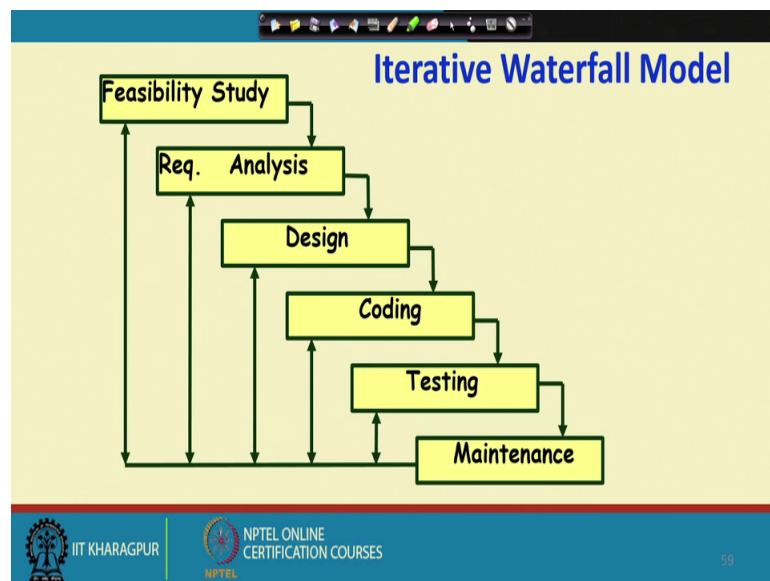 Iterative Waterfall Model
Feasibility Study
Req. Analysis
Design
Coding
Testing
Maintenance
IIT KHARAGPUR
NPTEL
NPTEL ONLINE
CERTIFICATION COURSES
59